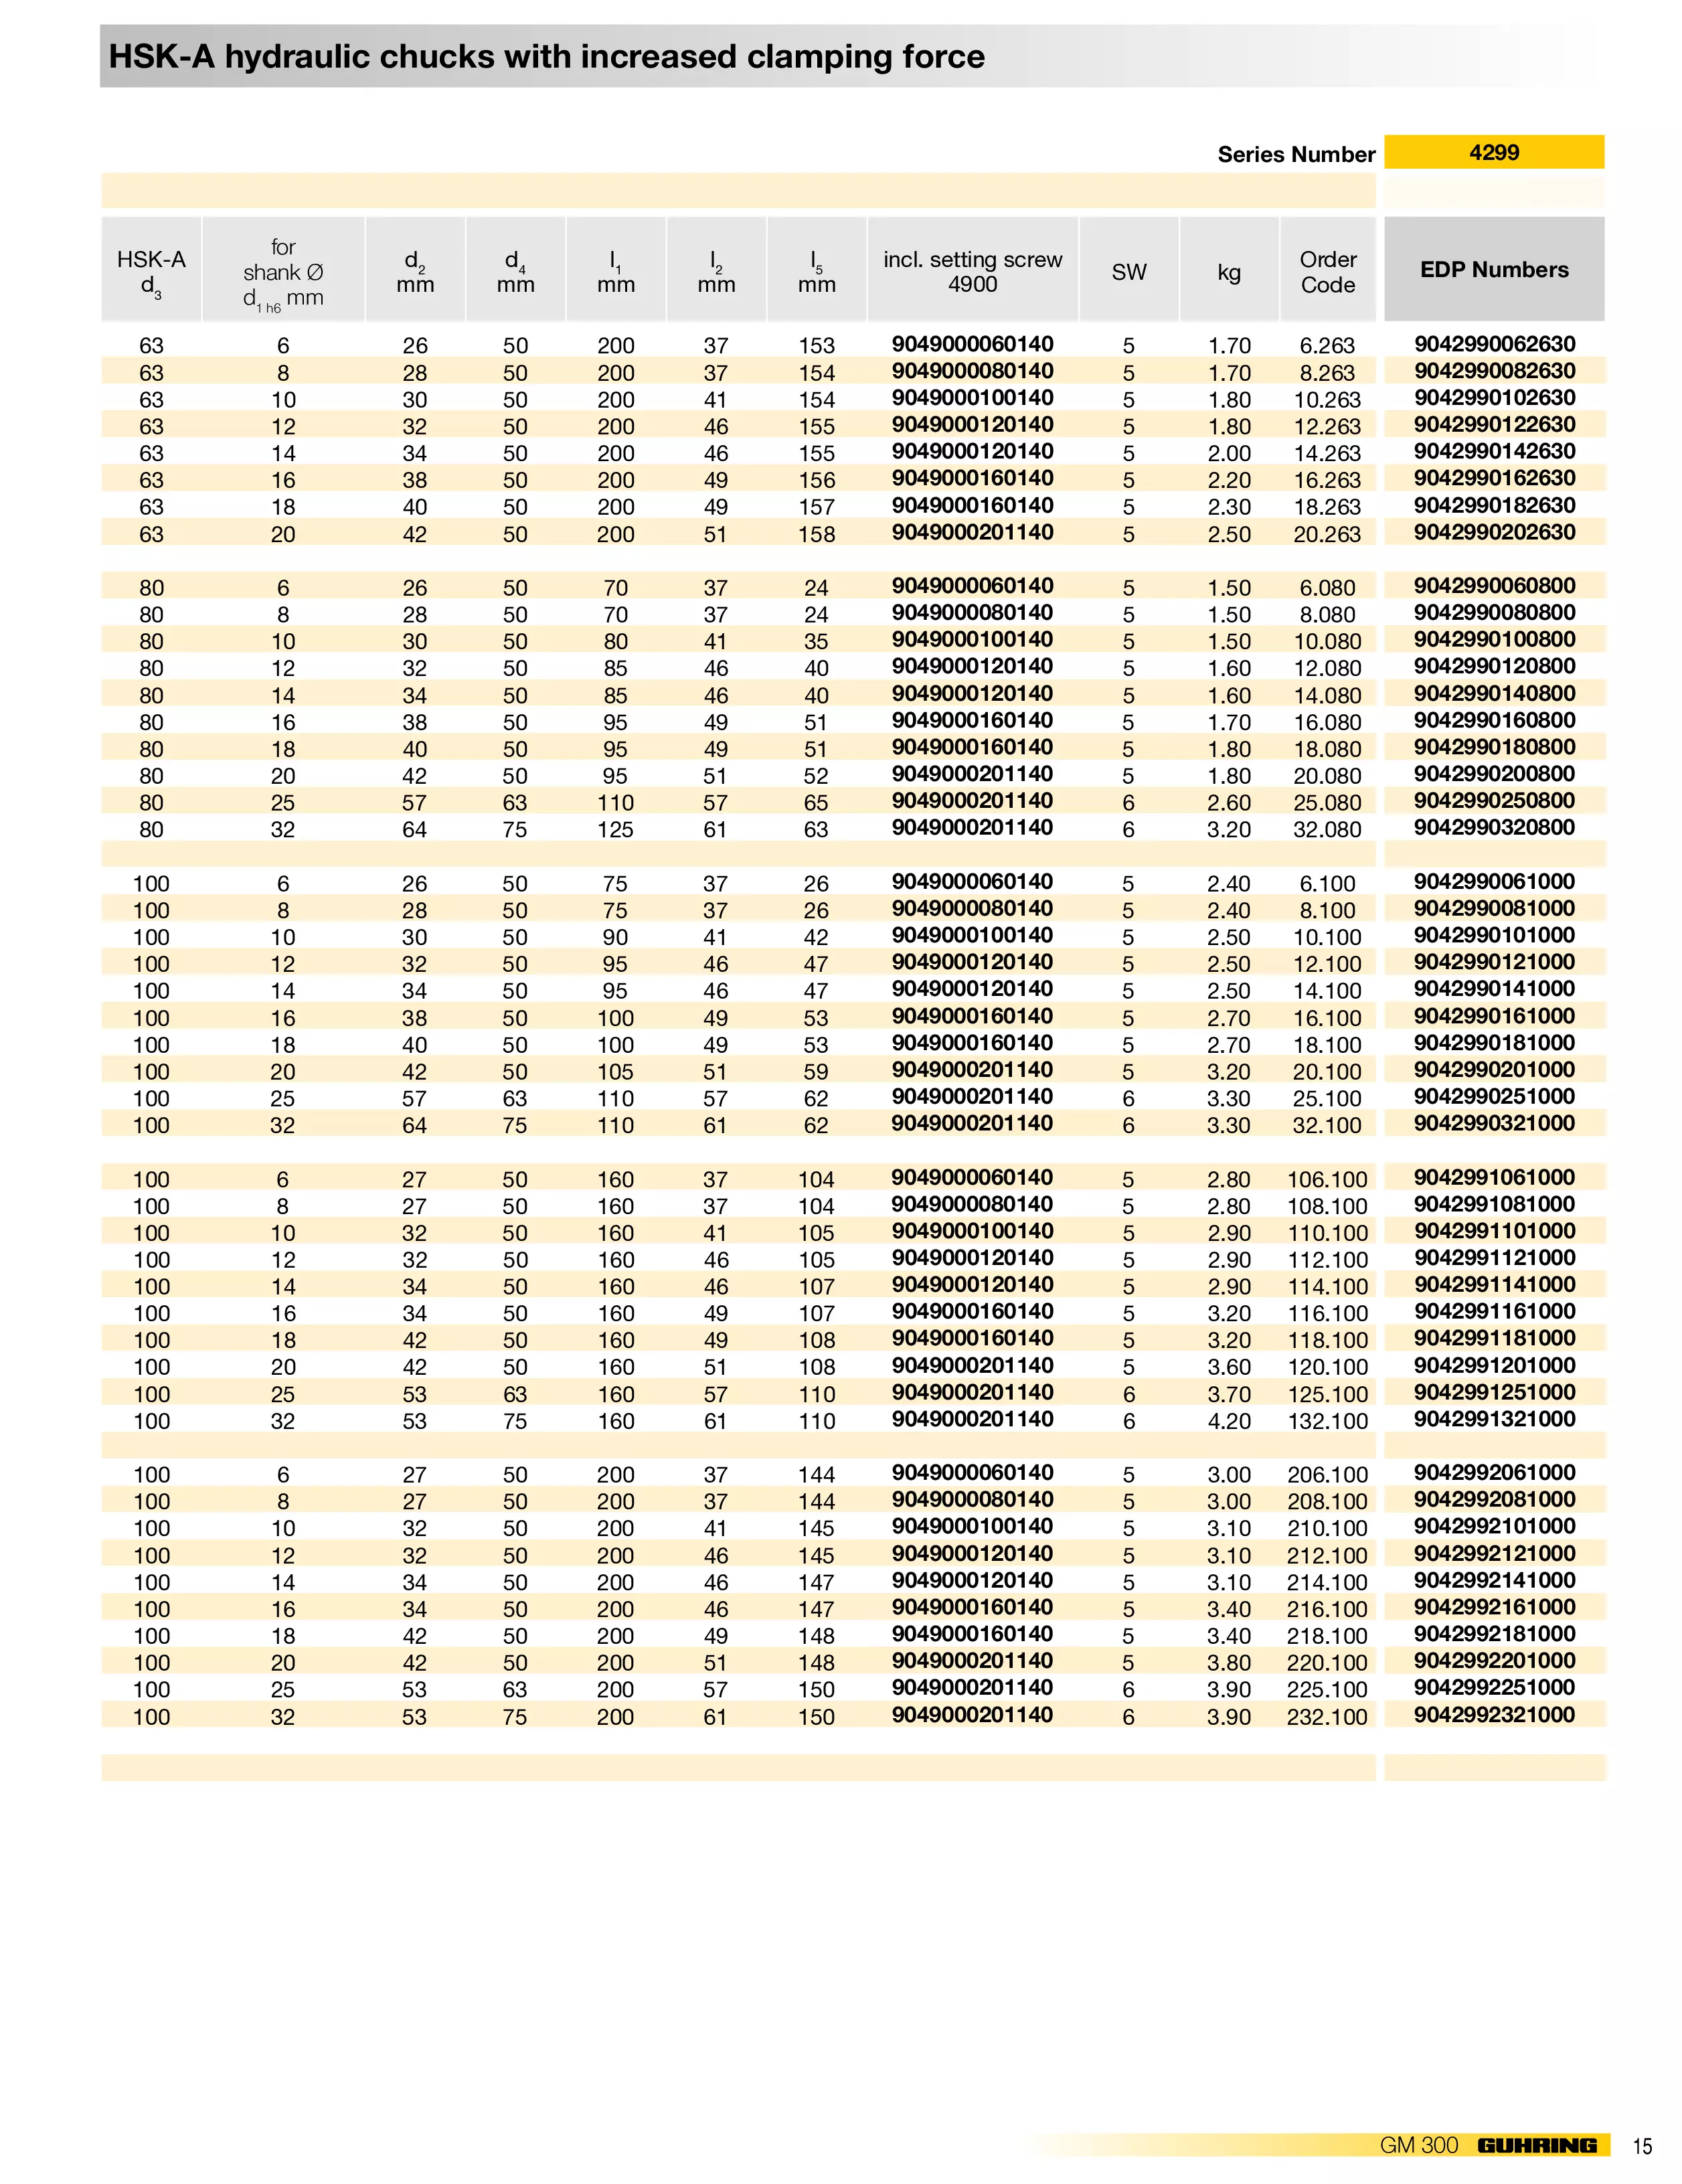 HSK-A hydraulic chucks with increased clamping force
Series Number 4299
HSK-A d3 for shank Ø d1 h6 mm d2 mm d4 mm l1 mm l2 mm l5 mm incl. setting screw 4900 SW kg Order Code EDP Numbers
63 6 26 50 200 37 153 9049000060140 5 1.70 6.263 9042990062630
63 8 28 50 200 37 154 9049000080140 5 1.70 8.263 9042990082630
63 10 30 50 200 41 154 9049000100140 5 1.80 10.263 9042990102630
63 12 32 50 200 46 155 9049000120140 5 1.80 12.263 9042990122630
63 14 34 50 200 46 155 9049000120140 5 2.00 14.263 9042990142630
63 16 38 50 200 49 156 9049000160140 5 2.20 16.263 9042990162630
63 18 40 50 200 49 157 9049000160140 5 2.30 18.263 9042990182630
63 20 42 50 200 51 158 9049000201140 5 2.50 20.263 9042990202630
80 6 26 50 70 37 24 9049000060140 5 1.50 6.080 9042990060800
80 8 28 50 70 37 24 9049000080140 5 1.50 8.080 9042990080800
80 10 30 50 80 41 35 9049000100140 5 1.50 10.080 9042990100800
80 12 32 50 85 46 40 9049000120140 5 1.60 12.080 9042990120800
80 14 34 50 85 46 40 9049000120140 5 1.60 14.080 9042990140800
80 16 38 50 95 49 51 9049000160140 5 1.70 16.080 9042990160800
80 18 40 50 95 49 51 9049000160140 5 1.80 18.080 9042990180800
80 20 42 50 95 51 52 9049000201140 5 1.80 20.080 9042990200800
80 25 57 63 110 57 65 9049000201140 6 2.60 25.080 9042990250800
80 32 64 75 125 61 63 9049000201140 6 3.20 32.080 9042990320800
100 6 26 50 75 37 26 9049000060140 5 2.40 6.100 9042990061000
100 8 28 50 75 37 26 9049000080140 5 2.40 8.100 9042990081000
100 10 30 50 90 41 42 9049000100140 5 2.50 10.100 9042990101000
100 12 32 50 95 46 47 9049000120140 5 2.50 12.100 9042990121000
100 14 34 50 95 46 47 9049000120140 5 2.50 14.100 9042990141000
100 16 38 50 100 49 53 9049000160140 5 2.70 16.100 9042990161000
100 18 40 50 100 49 53 9049000160140 5 2.70 18.100 9042990181000
100 20 42 50 105 51 59 9049000201140 5 3.20 20.100 9042990201000
100 25 57 63 110 57 62 9049000201140 6 3.30 25.100 9042990251000
100 32 64 75 110 61 62 9049000201140 6 3.30 32.100 9042990321000
100 6 27 50 160 37 104 9049000060140 5 2.80 106.100 9042991061000
100 8 27 50 160 37 104 9049000080140 5 2.80 108.100 9042991081000
100 10 32 50 160 41 105 9049000100140 5 2.90 110.100 9042991101000
100 12 32 50 160 46 105 9049000120140 5 2.90 112.100 9042991121000
100 14 34 50 160 46 107 9049000120140 5 2.90 114.100 9042991141000
100 16 34 50 160 49 107 9049000160140 5 3.20 116.100 9042991161000
100 18 42 50 160 49 108 9049000160140 5 3.20 118.100 9042991181000
100 20 42 50 160 51 108 9049000201140 5 3.60 120.100 9042991201000
100 25 53 63 160 57 110 9049000201140 6 3.70 125.100 9042991251000
100 32 53 75 160 61 110 9049000201140 6 4.20 132.100 9042991321000
100 6 27 50 200 37 144 9049000060140 5 3.00 206.100 9042992061000
100 8 27 50 200 37 144 9049000080140 5 3.00 208.100 9042992081000
100 10 32 50 200 41 145 9049000100140 5 3.10 210.100 9042992101000
100 12 32 50 200 46 145 9049000120140 5 3.10 212.100 9042992121000
100 14 34 50 200 46 147 9049000120140 5 3.10 214.100 9042992141000
100 16 34 50 200 46 147 9049000160140 5 3.40 216.100 9042992161000
100 18 42 50 200 49 148 9049000160140 5 3.40 218.100 9042992181000
100 20 42 50 200 51 148 9049000201140 5 3.80 220.100 9042992201000
100 25 53 63 200 57 150 9049000201140 6 3.90 225.100 9042992251000
100 32 53 75 200 61 150 9049000201140 6 3.90 232.100 9042992321000
GM 300 GUHRING 15